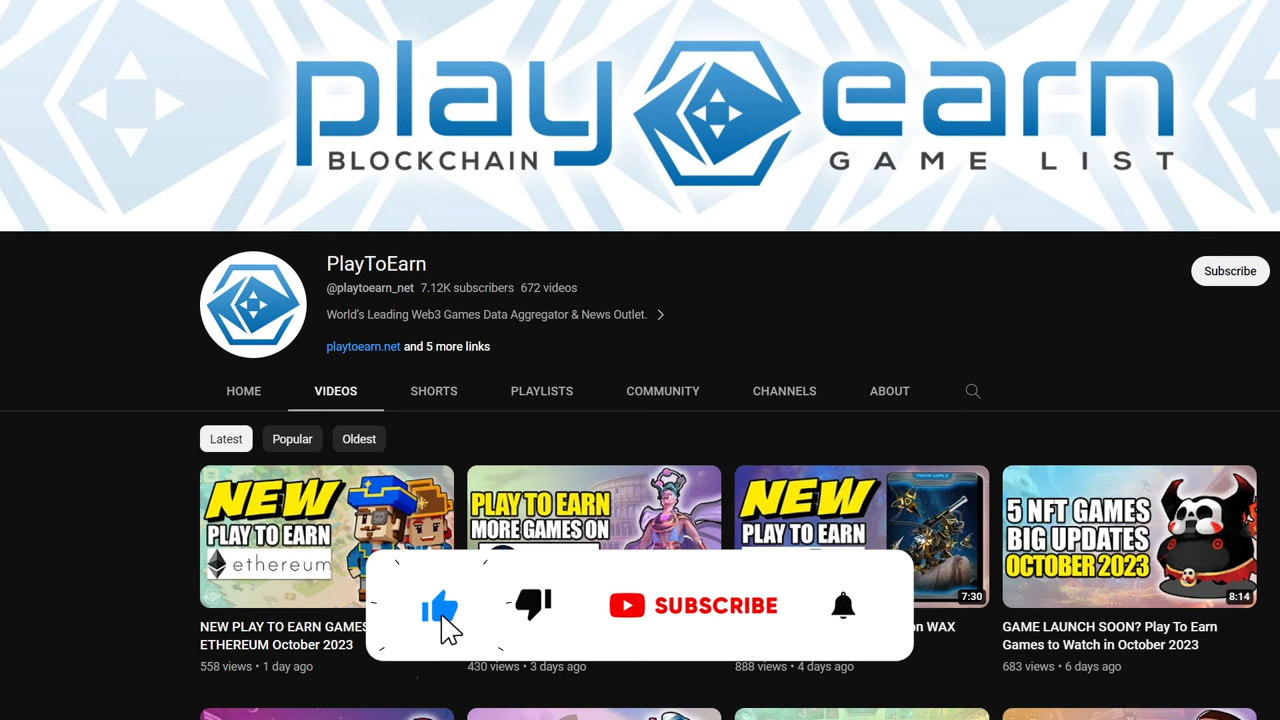 play earn
BLOCKCHAIN GAME LIST
PlayToEarn
@playtoearn_net 7.12K subscribers 672 videos
World's Leading Web3 Games Data Aggregator & News Outlet.
playtoearn.net and 5 more links
Subscribe
HOME VIDEOS SHORTS PLAYLISTS COMMUNITY CHANNELS ABOUT
Latest Popular Oldest
NEW
PLAY TO EARN
ethereum
PLAY TO EARN
MORE GAMES ON
NEW
PLAY TO EARN
7:30
5 NFT GAMES
BIG UPDATES
OCTOBER 2023
8:14
SUBSCRIBE
NEW PLAY TO EARN GAMES
ETHEREUM October 2023
558 views • 1 day ago
430 views • 3 days ago
on WAX
888 views • 4 days ago
GAME LAUNCH SOON? Play To Earn
Games to Watch in October 2023
683 views • 6 days ago